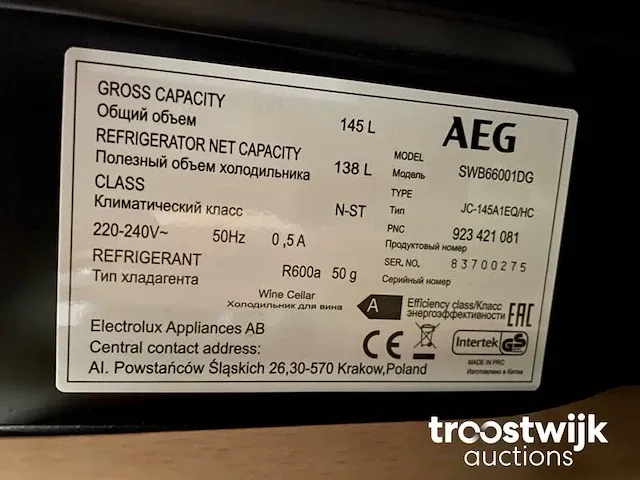 GROSS CAPACITY
Общий объем 145 L
REFRIGERATOR NET CAPACITY
Полезный объем холодильника 138 L
CLASS
Климатический класс N-ST
220-240V~ 50Hz 0,5A
REFRIGERANT
Тип хладагента R600a 50 g
Wine Cellar
Холодильник для вина
Electrolux Appliances AB
Central contact address:
Al. Powstańców Śląskich 26,30-570 Krakow,Poland
AEG
MODEL
Модель SWB66001DG
TYPE
Тип JC-145A1EQ/HC
PNC 923 421 081
Продуктовый номер
SER.NO. 83700275
Серийный номер
A Efficiency class/Класс
энергоэффективности
EAC
CE
Intertek GS
MADE IN PRC
Изготовлено в Китае
troostwijk
auctions